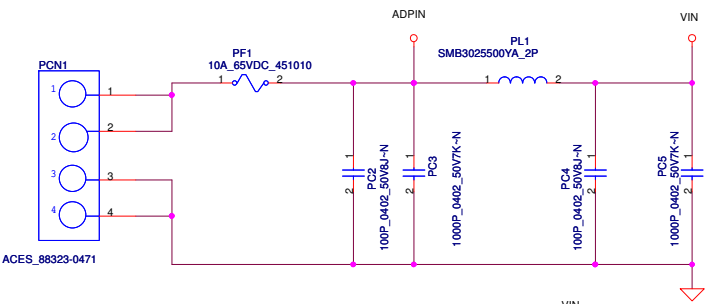 ADPIN
VIN
PL1
SMB3025500YA_2P
PF1
10A_65VDC_451010
PCN1
1 2
1 2
1 1
2 2
3 3
4 4
1 1 1 1
2 2 2 2
PC2
100P_0402_50V8J~N
PC3
1000P_0402_50V7K~N
PC4
100P_0402_50V8J~N
PC5
1000P_0402_50V7K~N
ACES_88323-0471
VIN